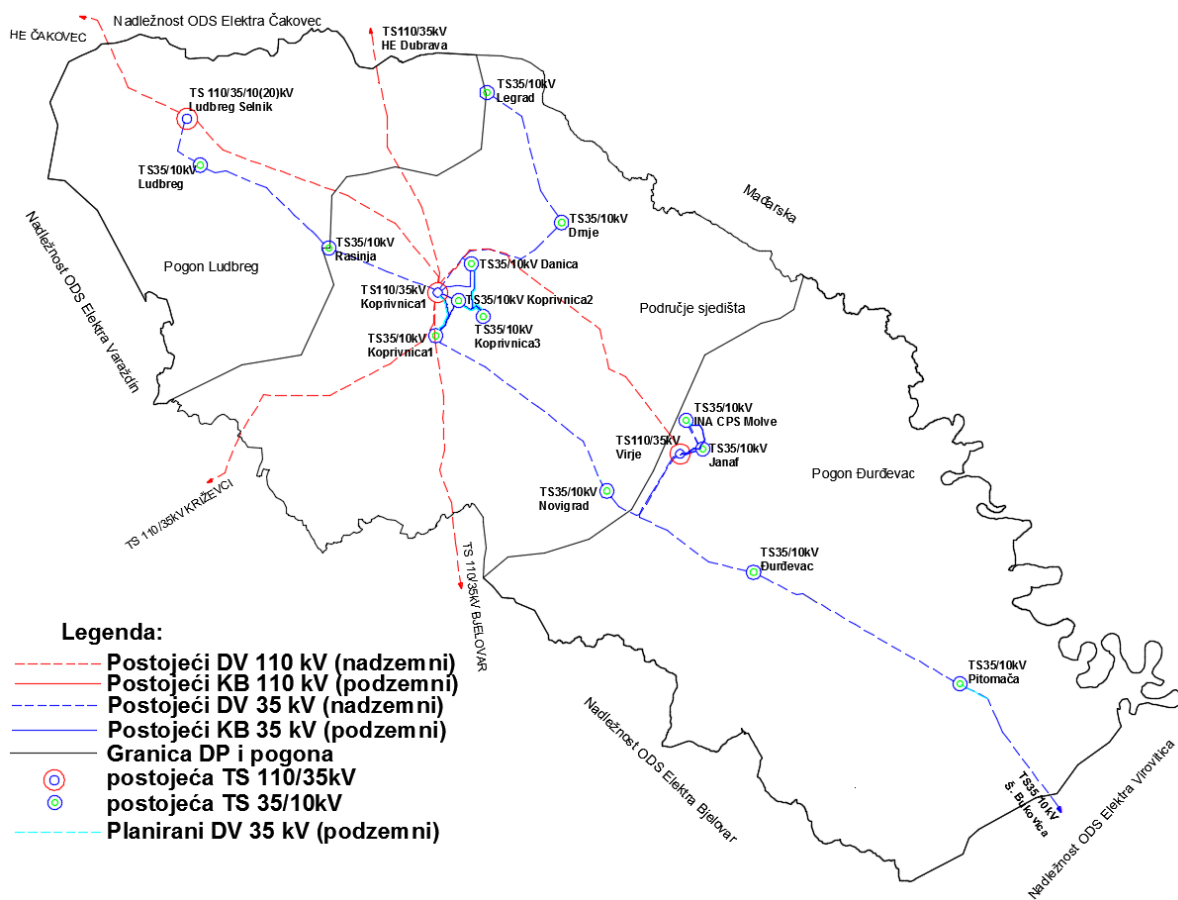 Nadležnost ODS Elektra Čakovec
HE ČAKOVEC
TS110/35kV
HE Dubrava
TS 110/35/10(20)kV
Ludbreg Selnik
TS35/10kV
Legrad
TS35/10kV
Ludbreg
Mađarska
Nadležnost ODS Elektra Varaždin
TS35/10kV
Drnje
TS35/10kV
Rasinja
Pogon Ludbreg
TS35/10kV Danica
TS110/35kV
Koprivnica1
TS35/10kV Koprivnica2
Područje sjedišta
TS35/10kV
Koprivnica3
TS35/10kV
Koprivnica1
TS35/10kV
INA CPS Molve
TS110/35kV
Virje
TS35/10kV
Janaf
Pogon Đurđevac
TS 110/35kV KRIŽEVCI
TS35/10kV
Novigrad
TS 110/35kV BJELOVAR
TS35/10kV
Đurđevac
TS35/10kV
Pitomača
TS35/10kV
Š. Bukovica
Nadležnost ODS Elektra Bjelovar
Nadležnost ODS Elektra Virovitica
Legenda:
Postojeći DV 110 kV (nadzemni)
Postojeći KB 110 kV (podzemni)
Postojeći DV 35 kV (nadzemni)
Postojeći KB 35 kV (podzemni)
Granica DP i pogona
postojeća TS 110/35kV
postojeća TS 35/10kV
Planirani DV 35 kV (podzemni)